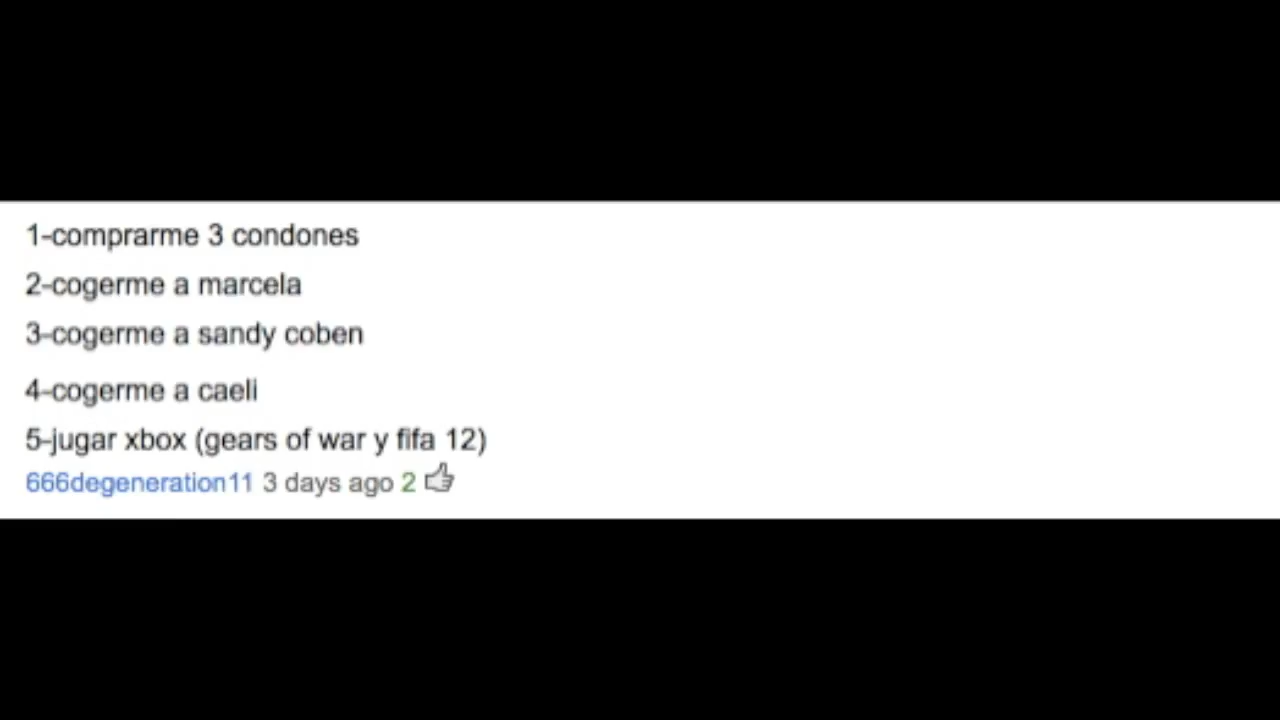 1-comprarme 3 condones
2-cogerme a marcela
3-cogerme a sandy coben
4-cogerme a caeli
5-jugar xbox (gears of war y fifa 12)
666degeneration11 3 days ago 2